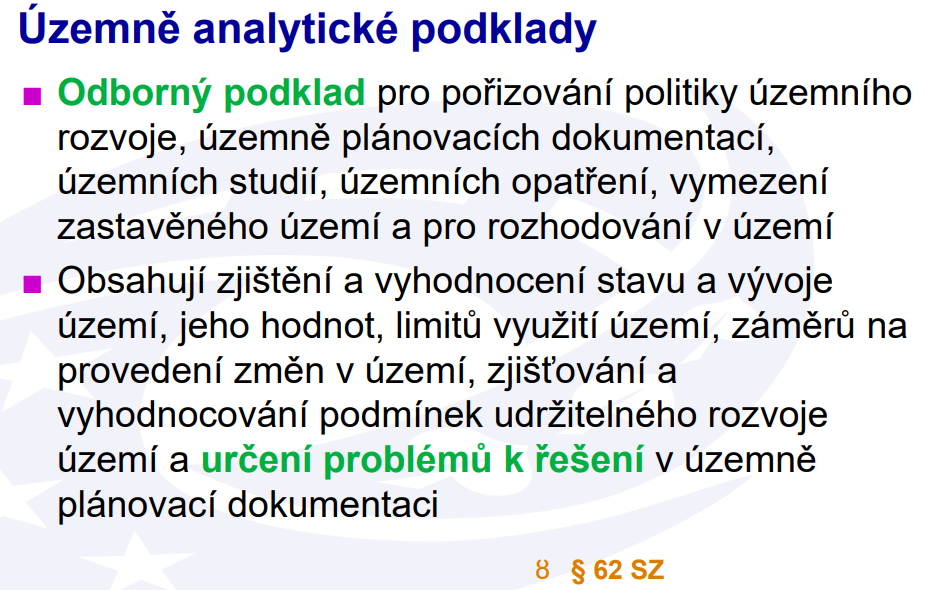 Územně analytické podklady
Odborný podklad pro pořizování politiky územního
rozvoje, územně plánovacích dokumentací,
územních studií, územních opatření, vymezení
zastavěného území a pro rozhodování v území
Obsahují zjištění a vyhodnocení stavu a vývoje
území, jeho hodnot, limitů využití území, záměrů na
provedení změn v území, zjišťování a
vyhodnocování podmínek udržitelného rozvoje
území a určení problémů k řešení v územně
plánovací dokumentaci
8 § 62 SZ